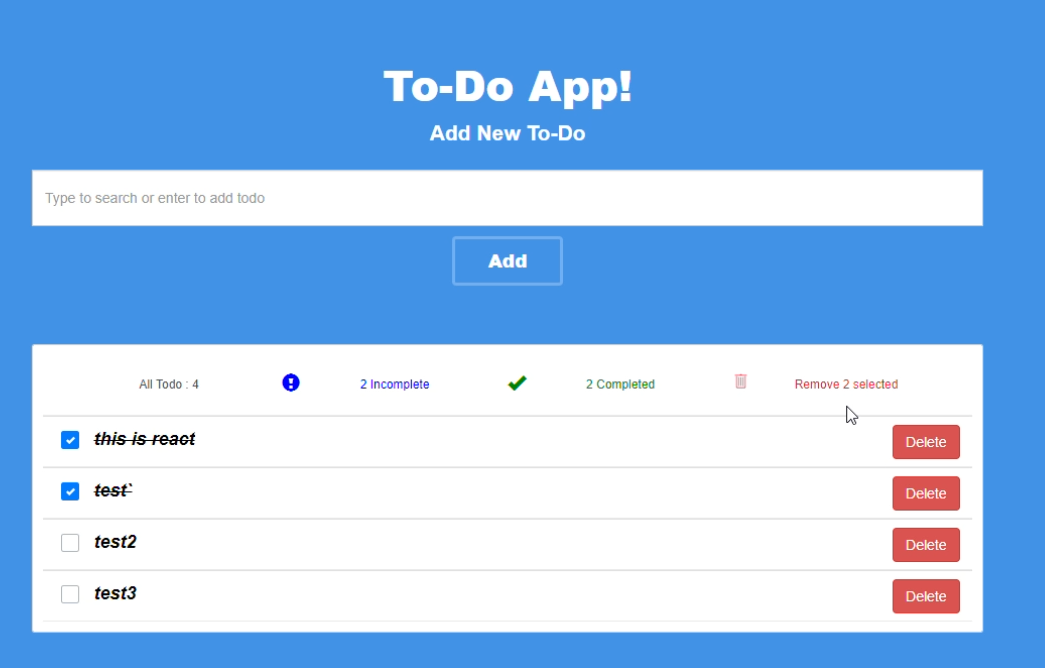 To-Do App!
Add New To-Do
Type to search or enter to add todo
Add
All Todo : 4 2 Incomplete 2 Completed Remove 2 selected
this is react Delete
test` Delete
test2 Delete
test3 Delete